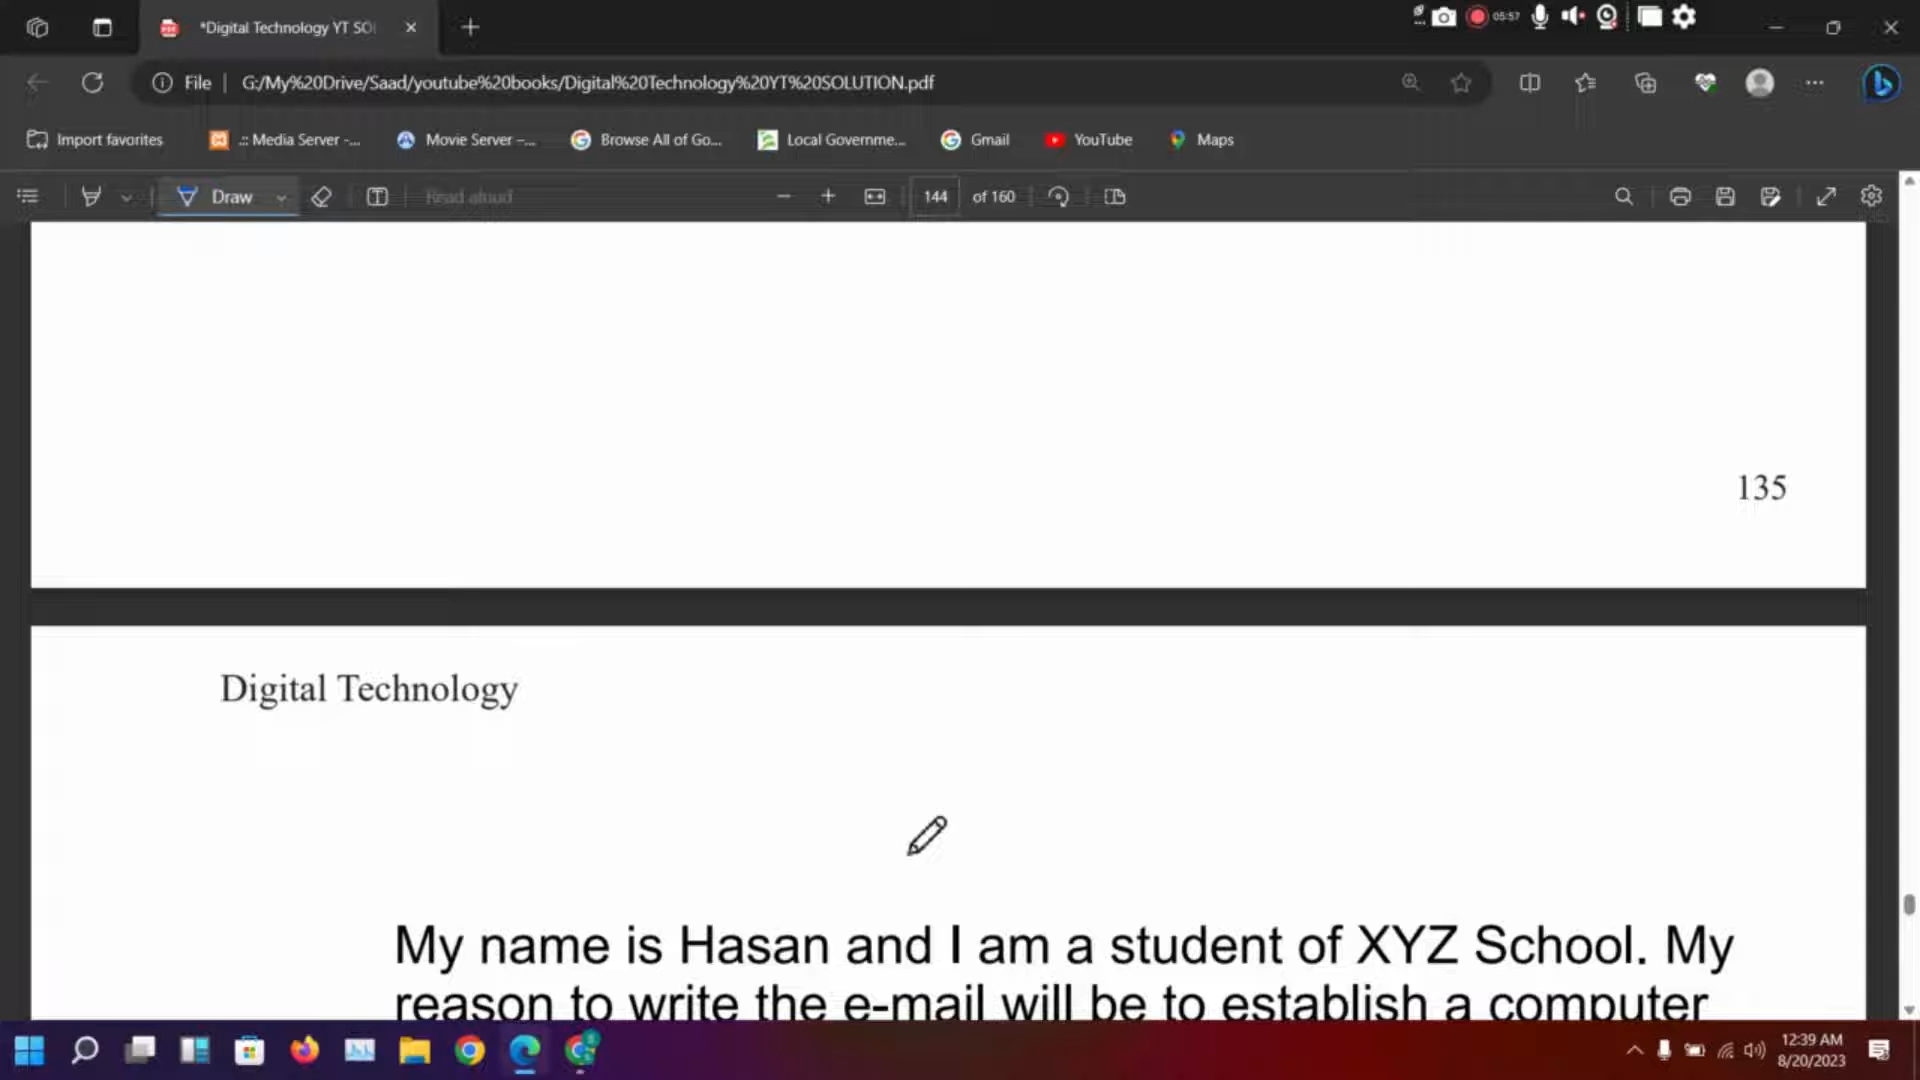 *Digital Technology YT SOL
05:57
File
G:/My%20Drive/Saad/youtube%20books/Digital%20Technology%20YT%20SOLUTION.pdf
Import favorites
.:: Media Server -...
Movie Server –...
Browse All of Go...
Local Governme...
Gmail
YouTube
Maps
Draw
Read aloud
144 of 160
135
Digital Technology
My name is Hasan and I am a student of XYZ School. My
reason to write the e-mail will be to establish a computer
12:39 AM
8/20/2023